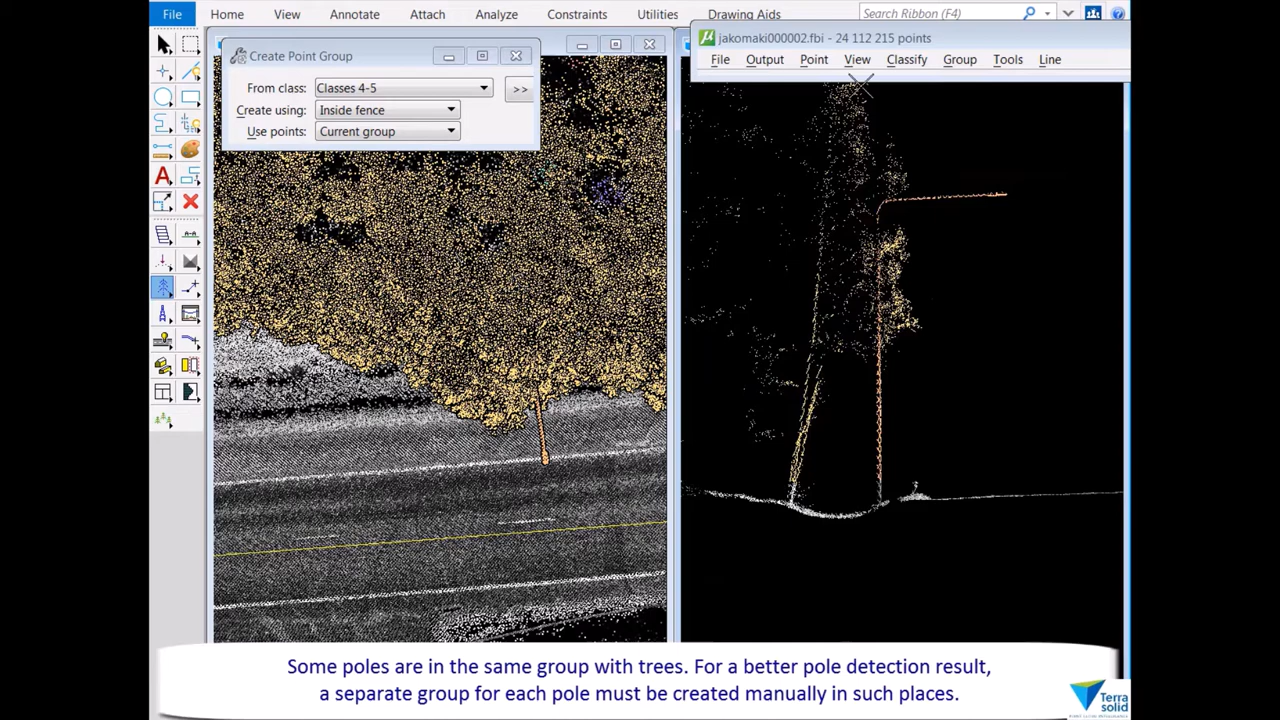 File Home View Annotate Attach Analyze Constraints Utilities Drawing Aids Search Ribbon (F4)
jakomaki000002.fbi - 24 112 215 points
File Output Point View Classify Group Tools Line
Create Point Group
From class: Classes 4-5 >>
Create using: Inside fence
Use points: Current group
Some poles are in the same group with trees. For a better pole detection result,
a separate group for each pole must be created manually in such places.
Terra
solid